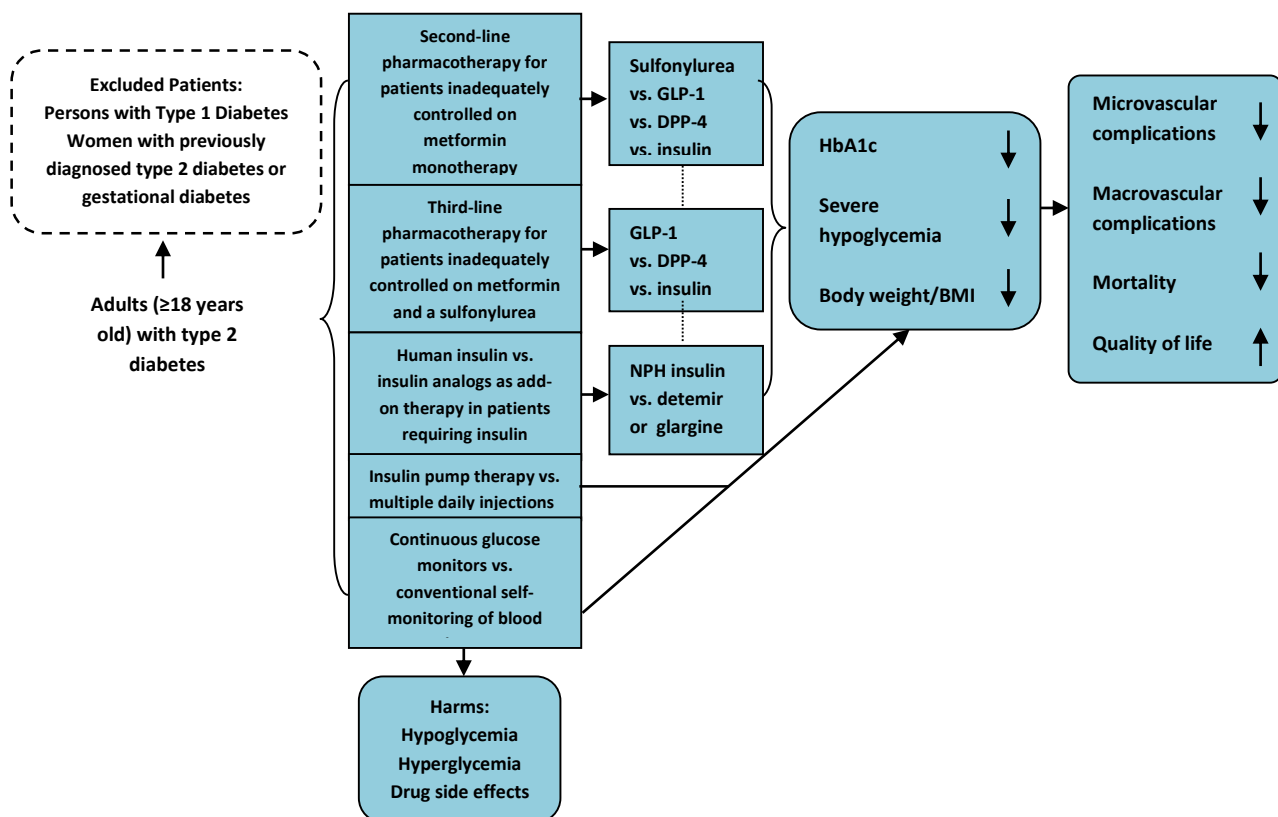 Excluded Patients:
Persons with Type 1 Diabetes
Women with previously
diagnosed type 2 diabetes or
gestational diabetes
Adults (≥18 years
old) with type 2
diabetes
Second-line
pharmacotherapy for
patients inadequately
controlled on
metformin
monotherapy
Third-line
pharmacotherapy for
patients inadequately
controlled on metformin
and a sulfonylurea
Human insulin vs.
insulin analogs as add-
on therapy in patients
requiring insulin
Insulin pump therapy vs.
multiple daily injections
Continuous glucose
monitors vs.
conventional self-
monitoring of blood
Sulfonylurea
vs. GLP-1
vs. DPP-4
vs. insulin
GLP-1
vs. DPP-4
vs. insulin
NPH insulin
vs. detemir
or glargine
HbA1c
Severe
hypoglycemia
Body weight/BMI
Microvascular
complications
Macrovascular
complications
Mortality
Quality of life
Harms:
Hypoglycemia
Hyperglycemia
Drug side effects